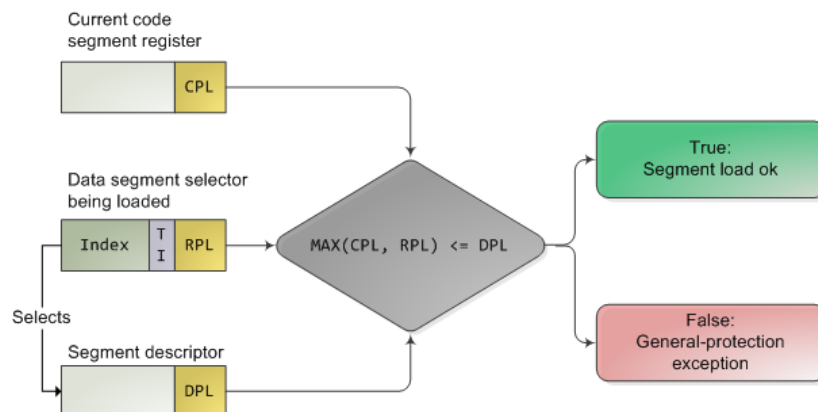 Current code
segment register
CPL
Data segment selector
being loaded
Index
T
I
RPL
Selects
Segment descriptor
DPL
MAX(CPL, RPL) <= DPL
True:
Segment load ok
False:
General-protection
exception